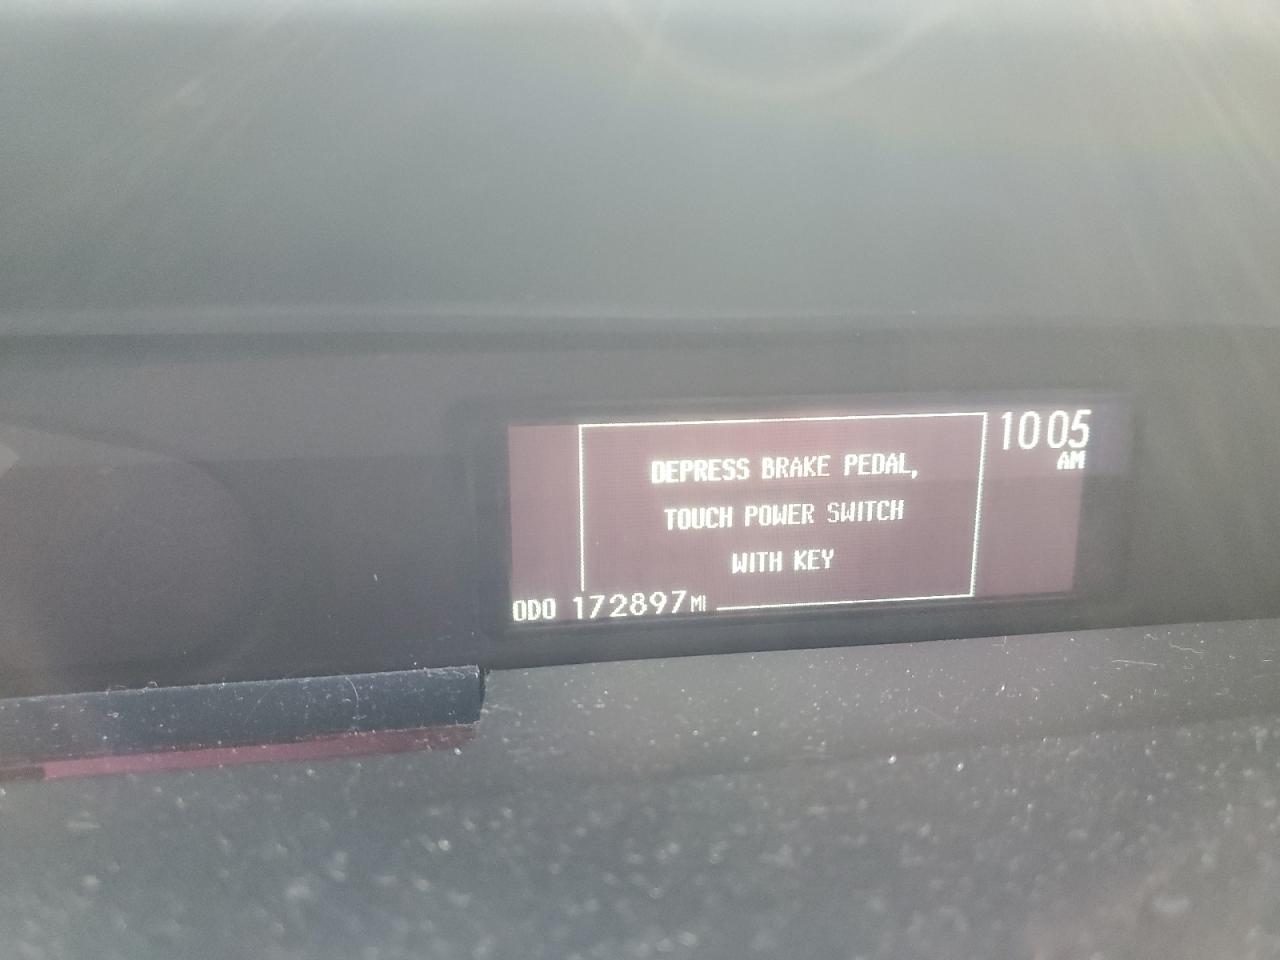 10 05
AM
DEPRESS BRAKE PEDAL,
TOUCH POWER SWITCH
WITH KEY
ODO 172897 MI